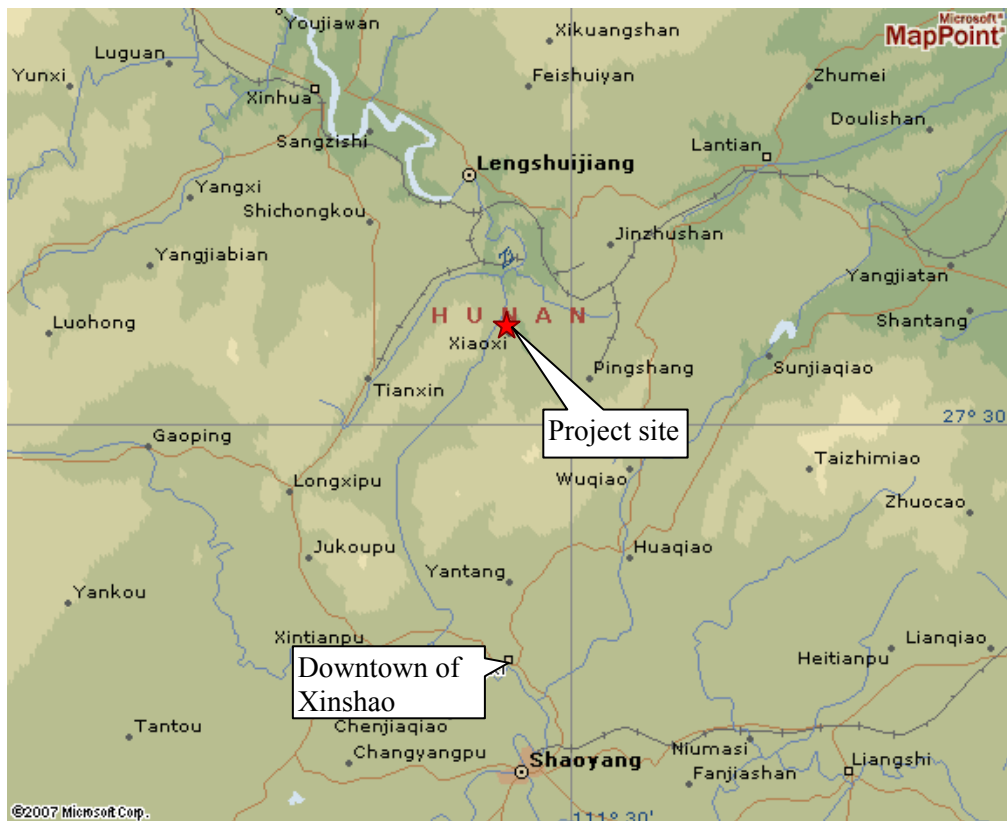 Microsoft®
MapPoint®
Youjiawan
Xikuangshan
Luguan
Yunxi
Feishuiyan
Zhumei
Xinhua
Doulishan
Sangzishi
Lantian
Lengshuijiang
Yangxi
Shichongkou
Jinzhushan
Yangjiabian
Yangjiatan
HUNAN
Luohong
Shantang
Xiaoxi
Tianxin
Pingshang
Sunjiaqiao
Project site
27° 30
Gaoping
Taizhimiao
Longxipu
Wuqiao
Zhuocao
Jukoupu
Huaqiao
Yantang
Yankou
Xintianpu
Lianqiao
Heitianpu
Downtown of
Xinshao
Tantou
Chenjiaqiao
Changyangpu
Niumasi
Shaoyang
Liangshi
Fanjiashan
111° 30'
©2007 Microsoft Corp.